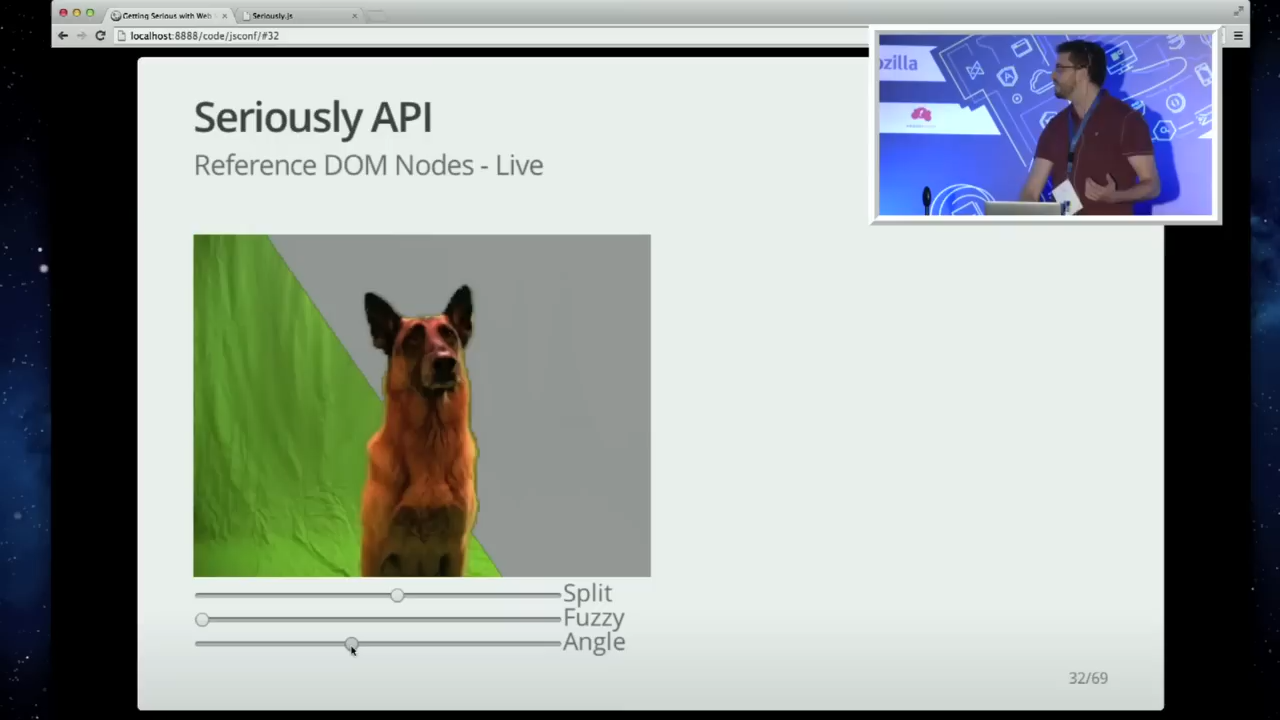 Getting Serious with Web
Seriously.js
localhost:8888/code/jsconf/#32
ozilla
Seriously API
Reference DOM Nodes - Live
Split
Fuzzy
Angle
32/69